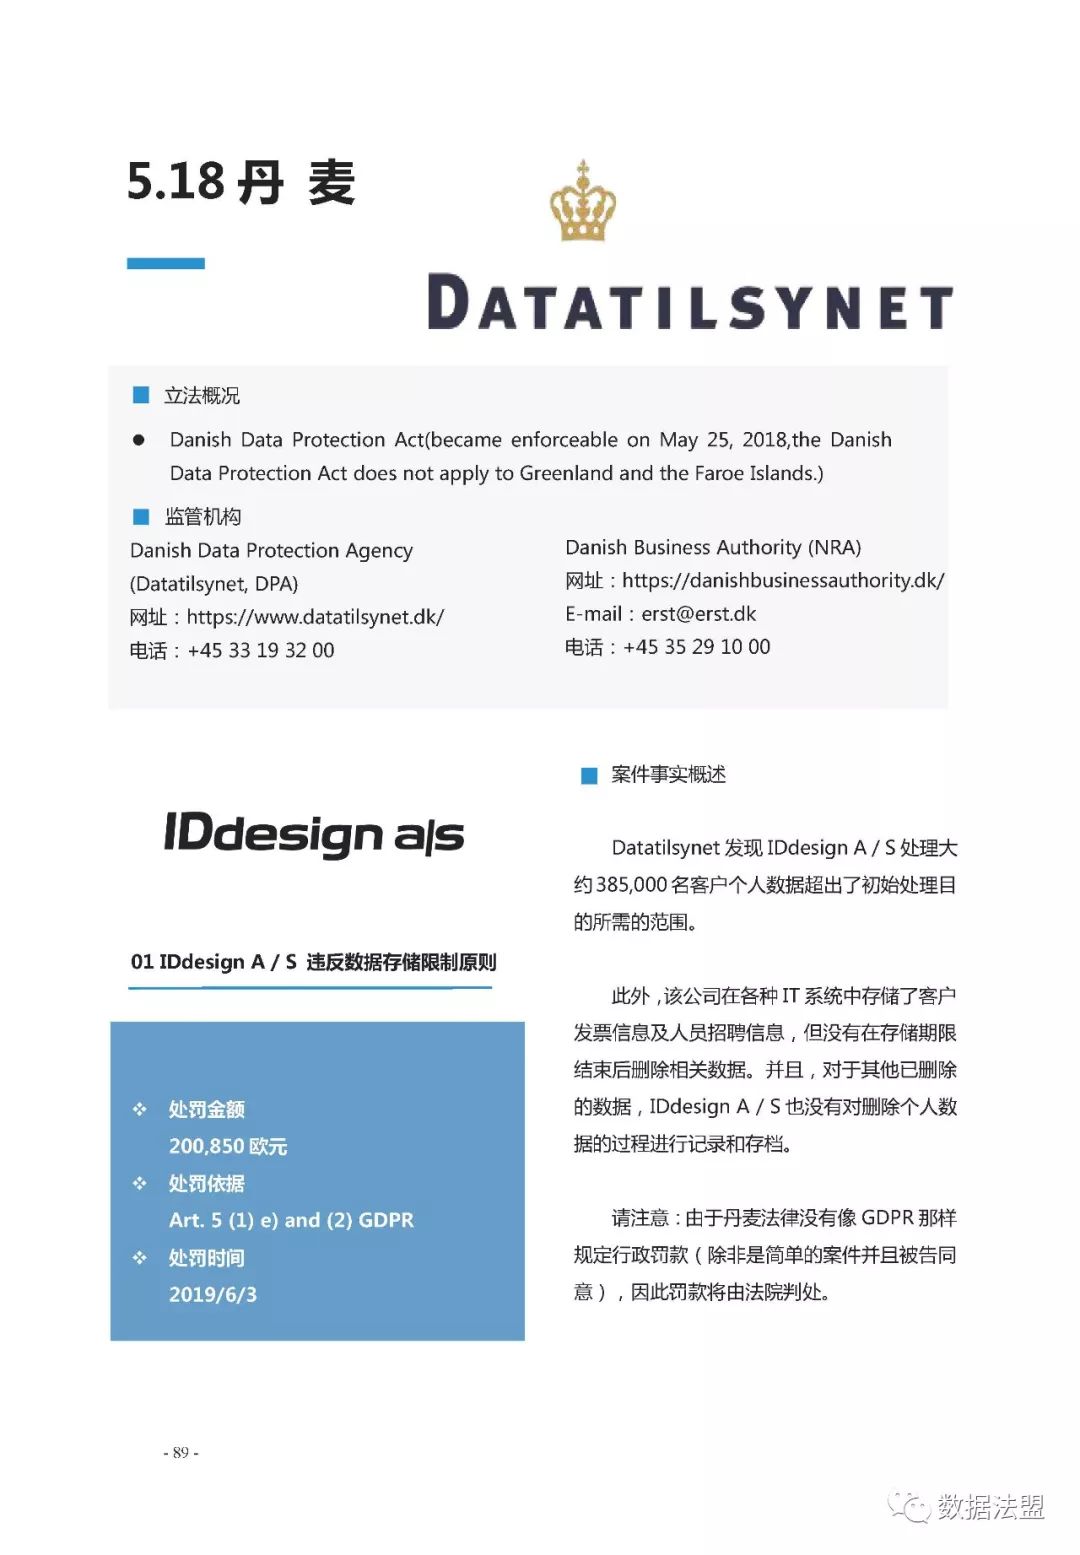 5.18 丹 麦
DATATILSYNET
立法概况
● Danish Data Protection Act(became enforceable on May 25, 2018,the Danish
Data Protection Act does not apply to Greenland and the Faroe Islands.)
监管机构
Danish Data Protection Agency
(Datatilsynet, DPA)
网址：https://www.datatilsynet.dk/
电话：+45 33 19 32 00
Danish Business Authority (NRA)
网址：https://danishbusinessauthority.dk/
E-mail：erst@erst.dk
电话：+45 35 29 10 00
IDdesign a|s
01 IDdesign A / S 违反数据存储限制原则
❖ 处罚金额
200,850 欧元
❖ 处罚依据
Art. 5 (1) e) and (2) GDPR
❖ 处罚时间
2019/6/3
案件事实概述
Datatilsynet 发现 IDdesign A / S 处理大
约 385,000 名客户个人数据超出了初始处理目
的所需的范围。
此外，该公司在各种 IT 系统中存储了客户
发票信息及人员招聘信息，但没有在存储期限
结束后删除相关数据。并且，对于其他已删除
的数据，IDdesign A / S 也没有对删除个人数
据的过程进行记录和存档。
请注意：由于丹麦法律没有像 GDPR 那样
规定行政罚款（除非是简单的案件并且被告同
意），因此罚款将由法院判处。
- 89 -
数据法盟